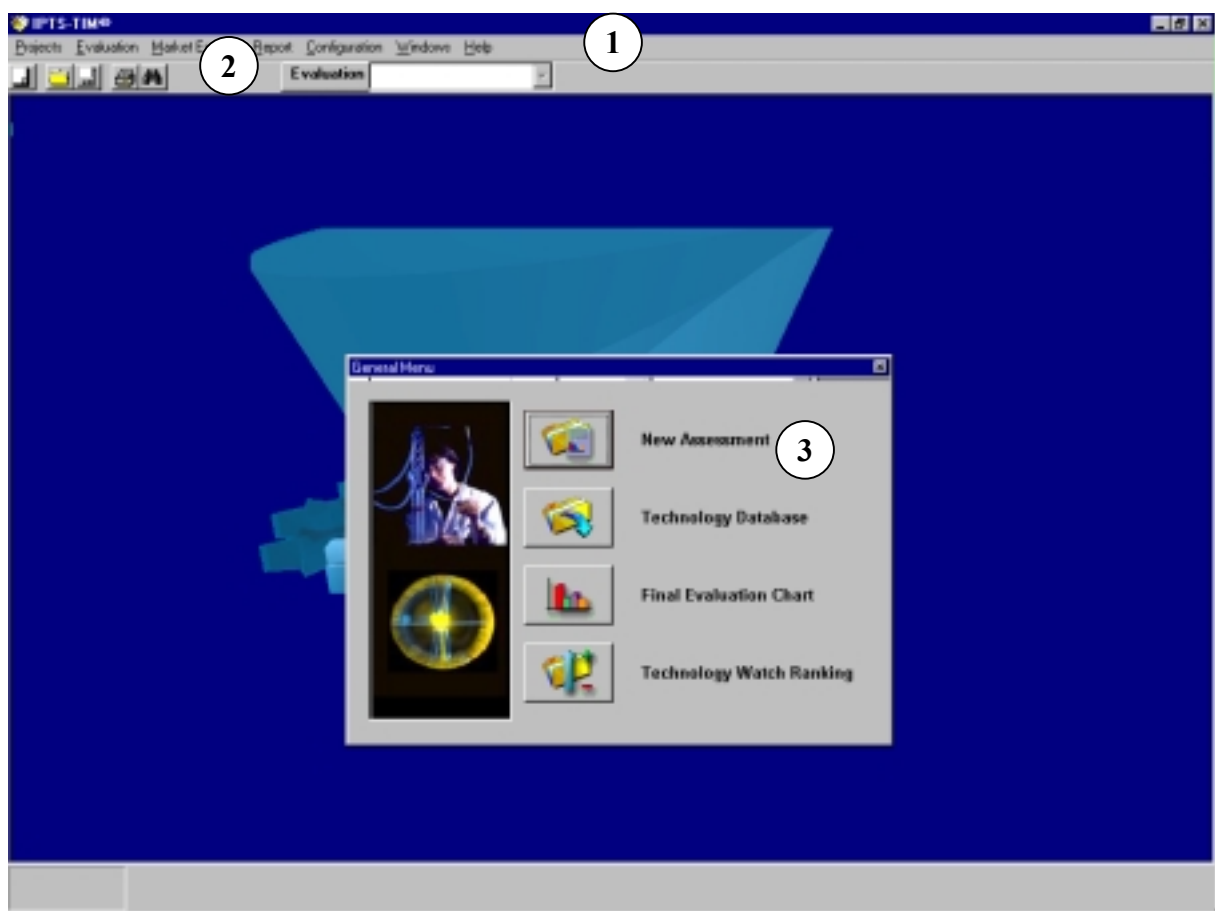 IPTS-TIM®
Projects Evaluation Market E Report Configuration Windows Help
1
2
Evaluation
General Menu
New Assessment
3
Technology Database
Final Evaluation Chart
Technology Watch Ranking